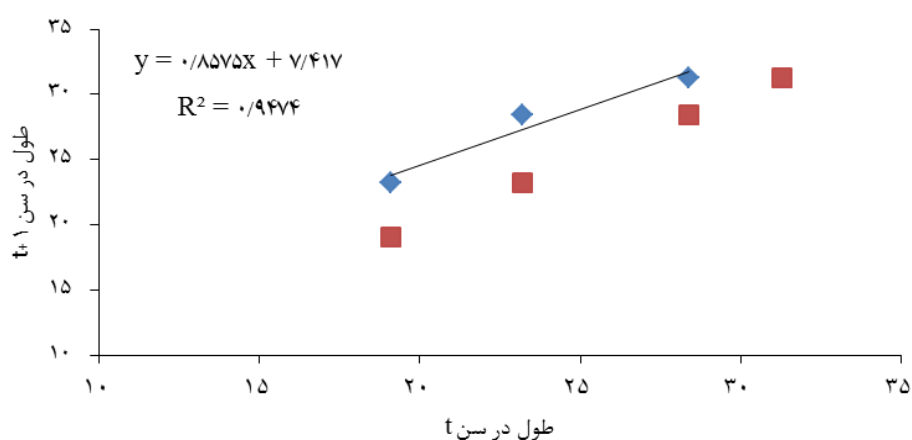 ۳۵
y = ۰/۸۵۷۵x + ۷/۴۱۷
R² = ۰/۹۴۷۴
۳۰
۲۵
۲۰
۱۵
۱۰
طول در سن t+۱
۱۰ ۱۵ ۲۰ ۲۵ ۳۰ ۳۵
طول در سن t